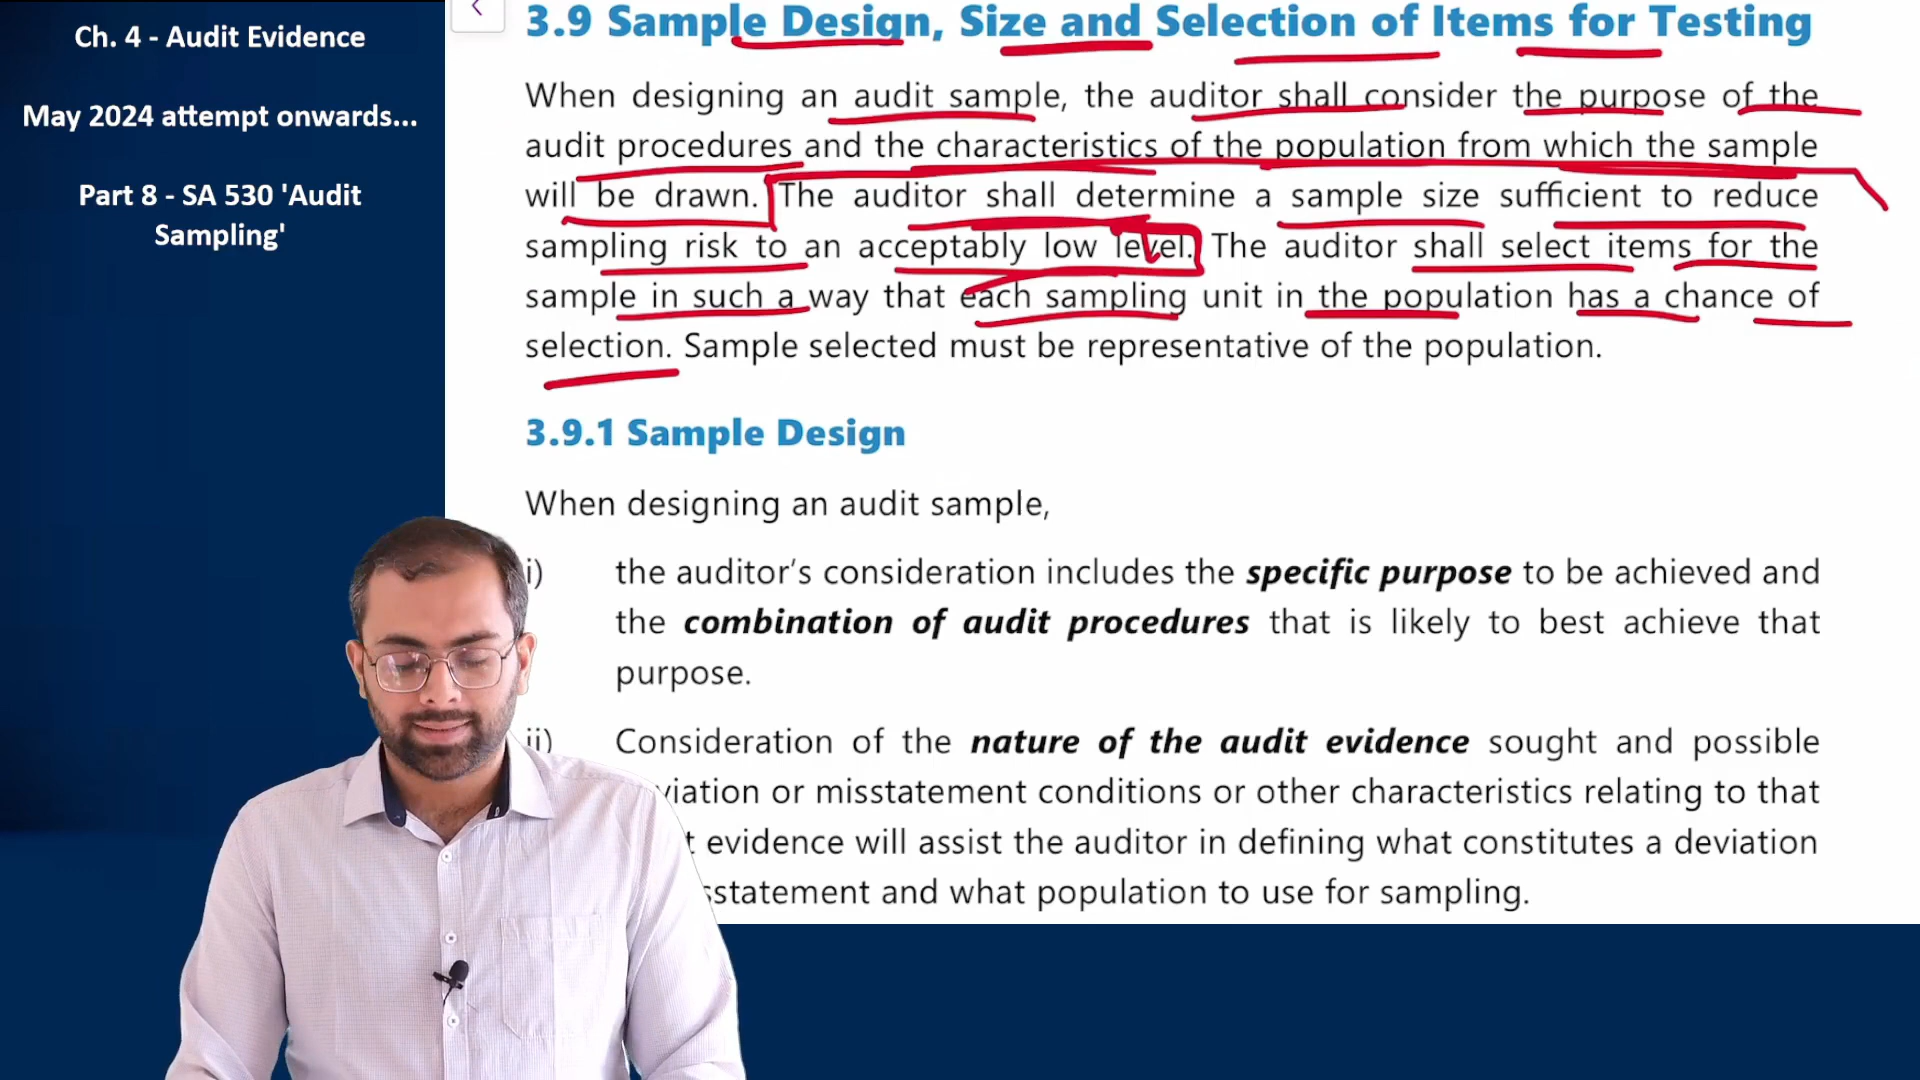 Ch. 4 - Audit Evidence
May 2024 attempt onwards...
Part 8 - SA 530 'Audit
Sampling'
3.9 Sample Design, Size and Selection of Items for Testing
When designing an audit sample, the auditor shall consider the purpose of the
audit procedures and the characteristics of the population from which the sample
will be drawn. The auditor shall determine a sample size sufficient to reduce
sampling risk to an acceptably low level. The auditor shall select items for the
sample in such a way that each sampling unit in the population has a chance of
selection. Sample selected must be representative of the population.
3.9.1 Sample Design
When designing an audit sample,
i) the auditor’s consideration includes the specific purpose to be achieved and
the combination of audit procedures that is likely to best achieve that
purpose.
ii) Consideration of the nature of the audit evidence sought and possible
or misstatement conditions or other characteristics relating to that
evidence will assist the auditor in defining what constitutes a deviation
and what population to use for sampling.